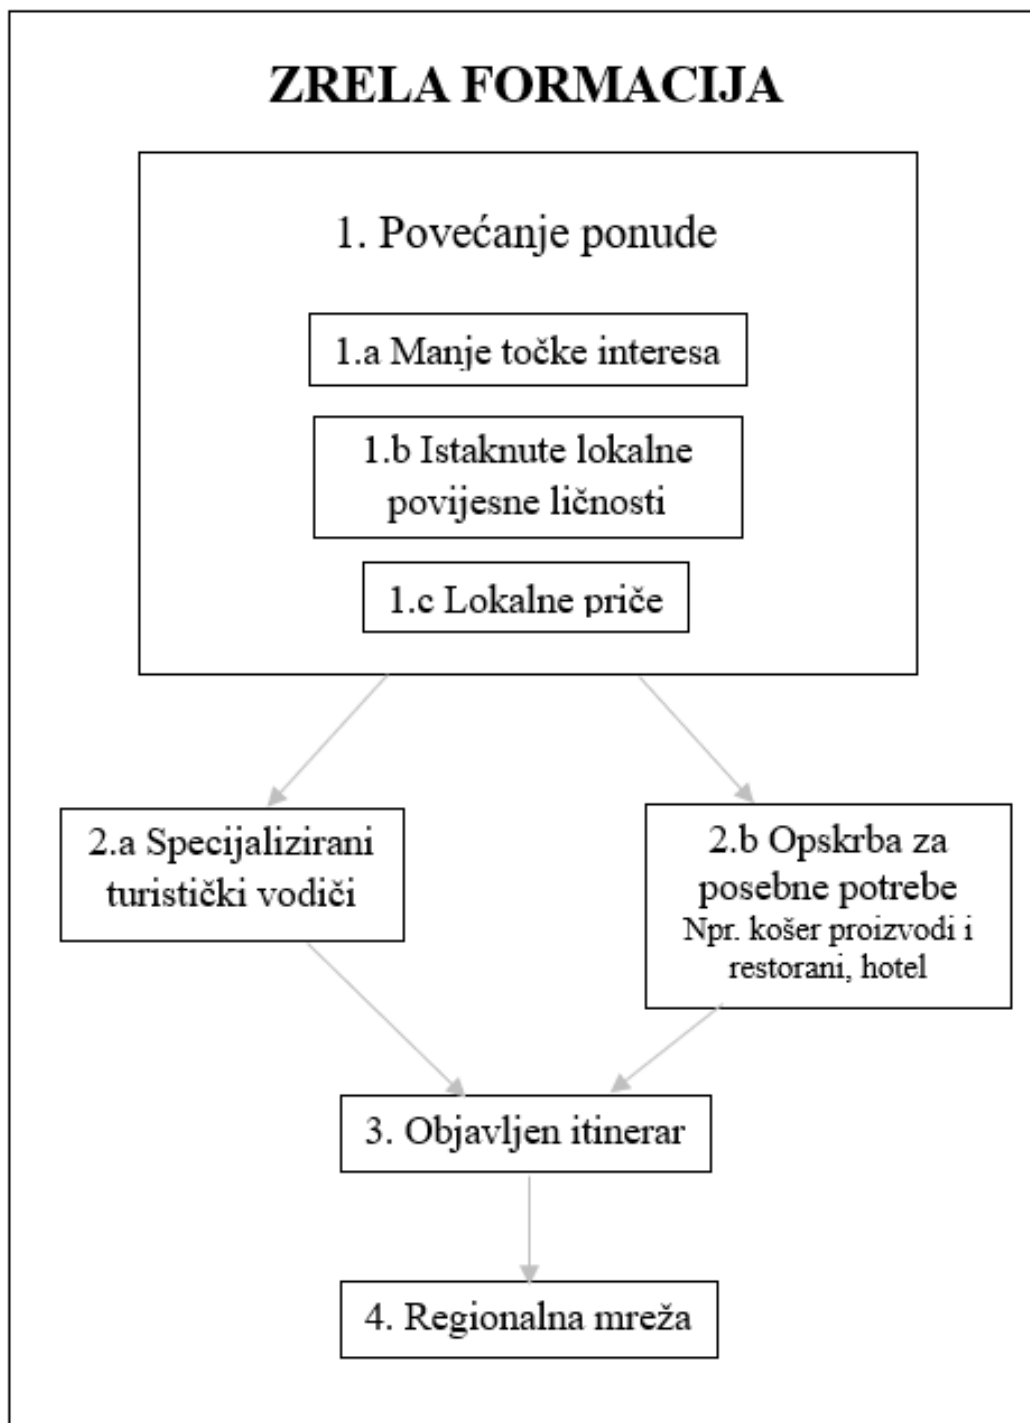 ZRELA FORMACIJA
1. Povećanje ponude
1.a Manje točke interesa
1.b Istaknute lokalne
povijesne ličnosti
1.c Lokalne priče
2.a Specijalizirani
turistički vodiči
2.b Opskrba za
posebne potrebe
Npr. košer proizvodi i
restorani, hotel
3. Objavljen itinerar
4. Regionalna mreža